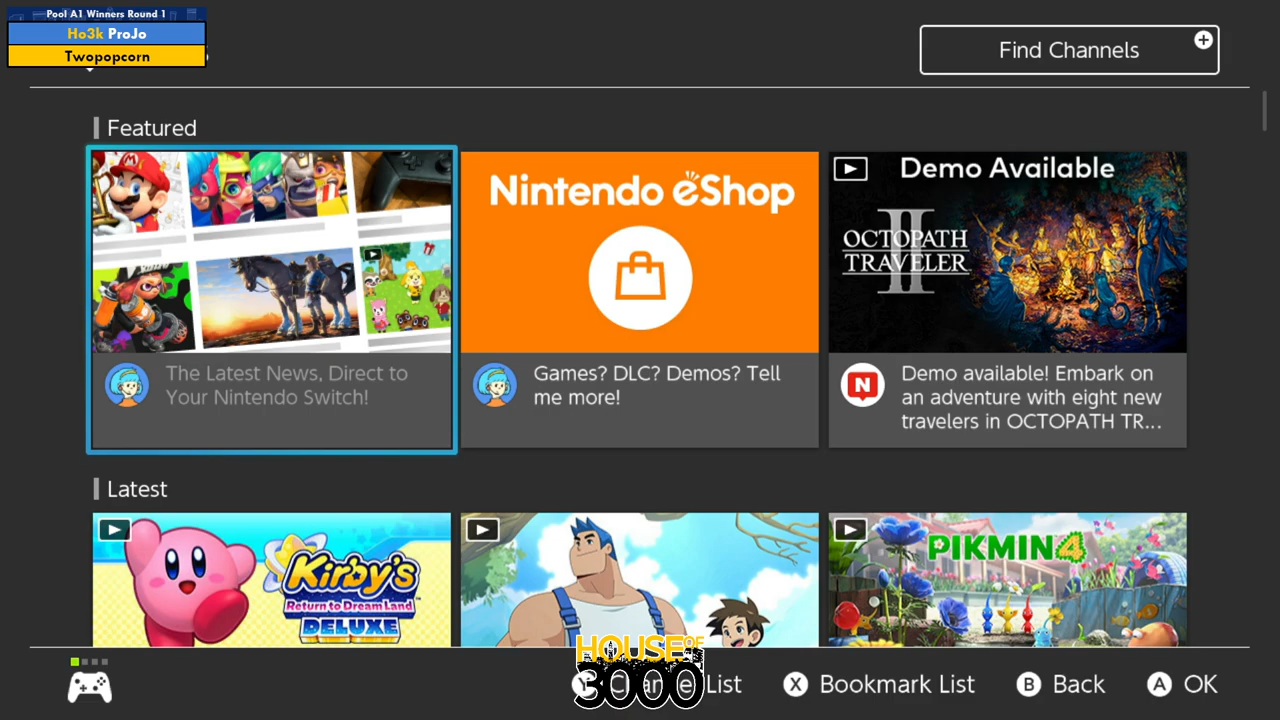 Pool A1 Winners Round 1
Ho3k ProJo
Twopopcorn
Find Channels
Featured
Nintendo eShop
Demo Available
OCTOPATH
TRAVELER
II
The Latest News, Direct to
Your Nintendo Switch!
Games? DLC? Demos? Tell
me more!
N
Demo available! Embark on
an adventure with eight new
travelers in OCTOPATH TR...
Latest
Kirby's
Return to Dream Land™
DELUXE
PIKMIN 4
HOUSE OF
3000
List
X Bookmark List
B Back
A OK